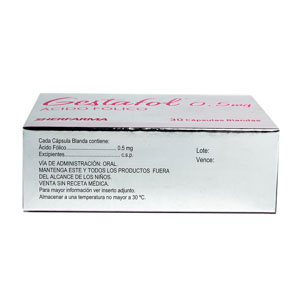 Gestafol 0.5mg
ÁCIDO FÓLICO
SHERFARMA
30 Cápsulas Blandas
Cada Cápsula Blanda contiene:
Ácido Fólico 0.5 mg
Excipientes c.s.p.
VÍA DE ADMINISTRACIÓN: ORAL.
MANTENGA ESTE Y TODOS LOS PRODUCTOS FUERA
DEL ALCANCE DE LOS NIÑOS.
VENTA SIN RECETA MÉDICA.
Para mayor información ver inserto adjunto.
Almacenar a una temperatura no mayor a 30 °C.
Lote:
Vence: